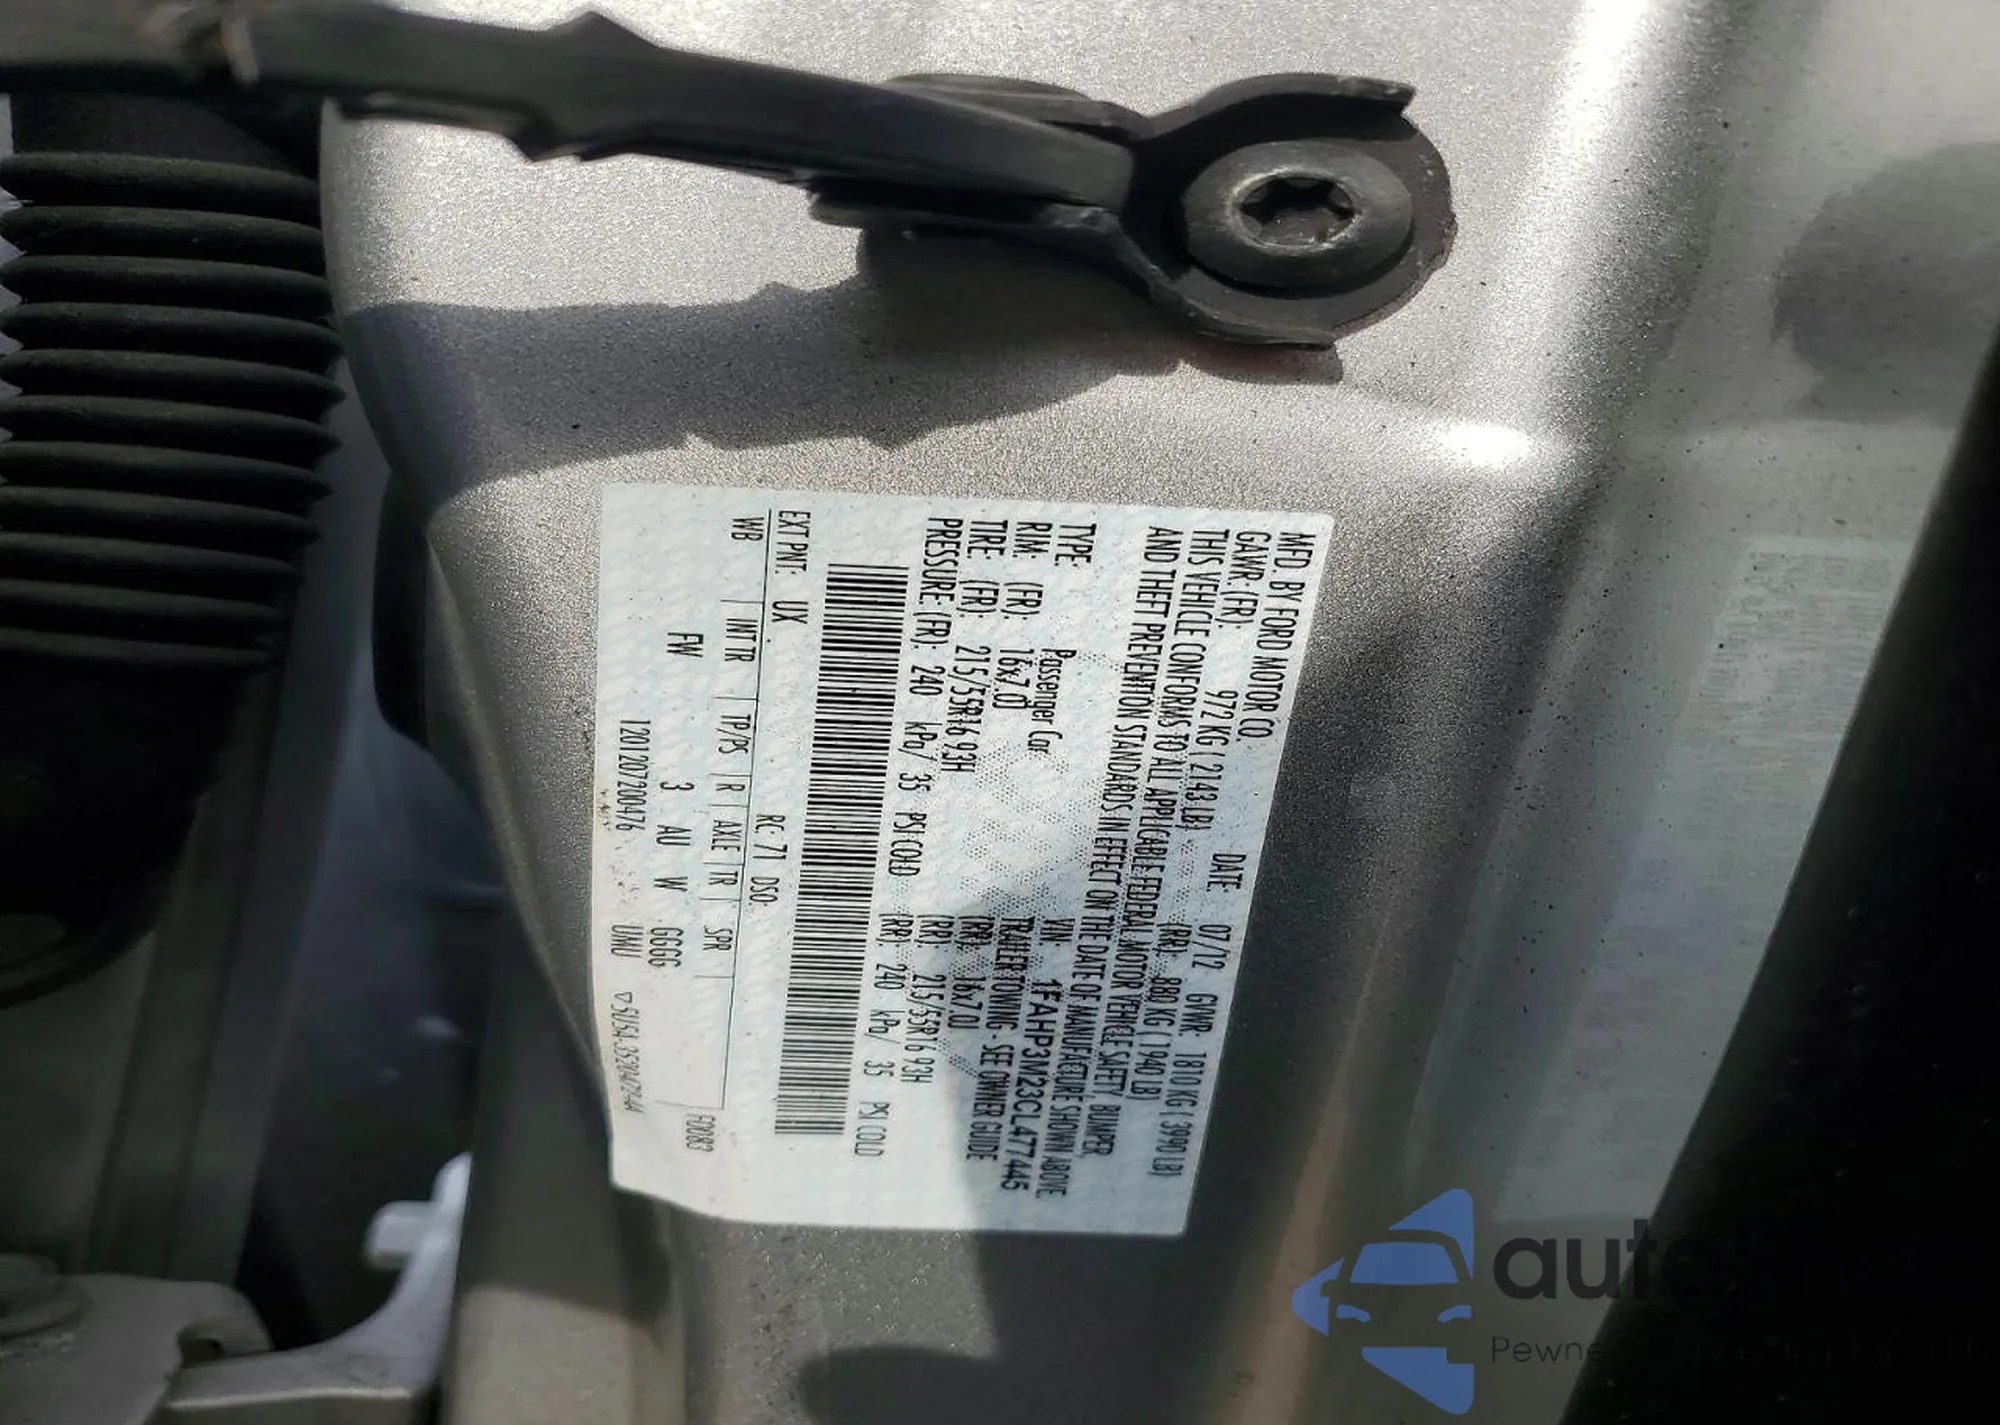 MFD. BY FORD MOTOR CO.
DATE: 07/12 GVWR: 1810 KG ( 3990 LB)
GAWR: (FR): 972 KG ( 2143 LB) (RR): 880 KG ( 1940 LB)
THIS VEHICLE CONFORMS TO ALL APPLICABLE FEDERAL MOTOR VEHICLE SAFETY, BUMPER,
AND THEFT PREVENTION STANDARDS IN EFFECT ON THE DATE OF MANUFACTURE SHOWN ABOVE.
VIN: 1FAHP3M23CL477445
TYPE: Passenger Car TRAILER TOWING - SEE OWNER GUIDE
RIM: (FR): 16x7.0J (RR): 16x7.0J
TIRE: (FR): 215/55R16 93H (RR): 215/55R16 93H
PRESSURE: (FR): 240 kPa/ 35 PSI COLD (RR): 240 kPa/ 35 PSI COLD
EXT PNT: UX RC: 71 DSO:
WB INT TR TP/PS R AXLE TR SPR F0083
FW 3 AU W GGGG
1201207200476 UMU ▽5U5A-3520472-AA
auto